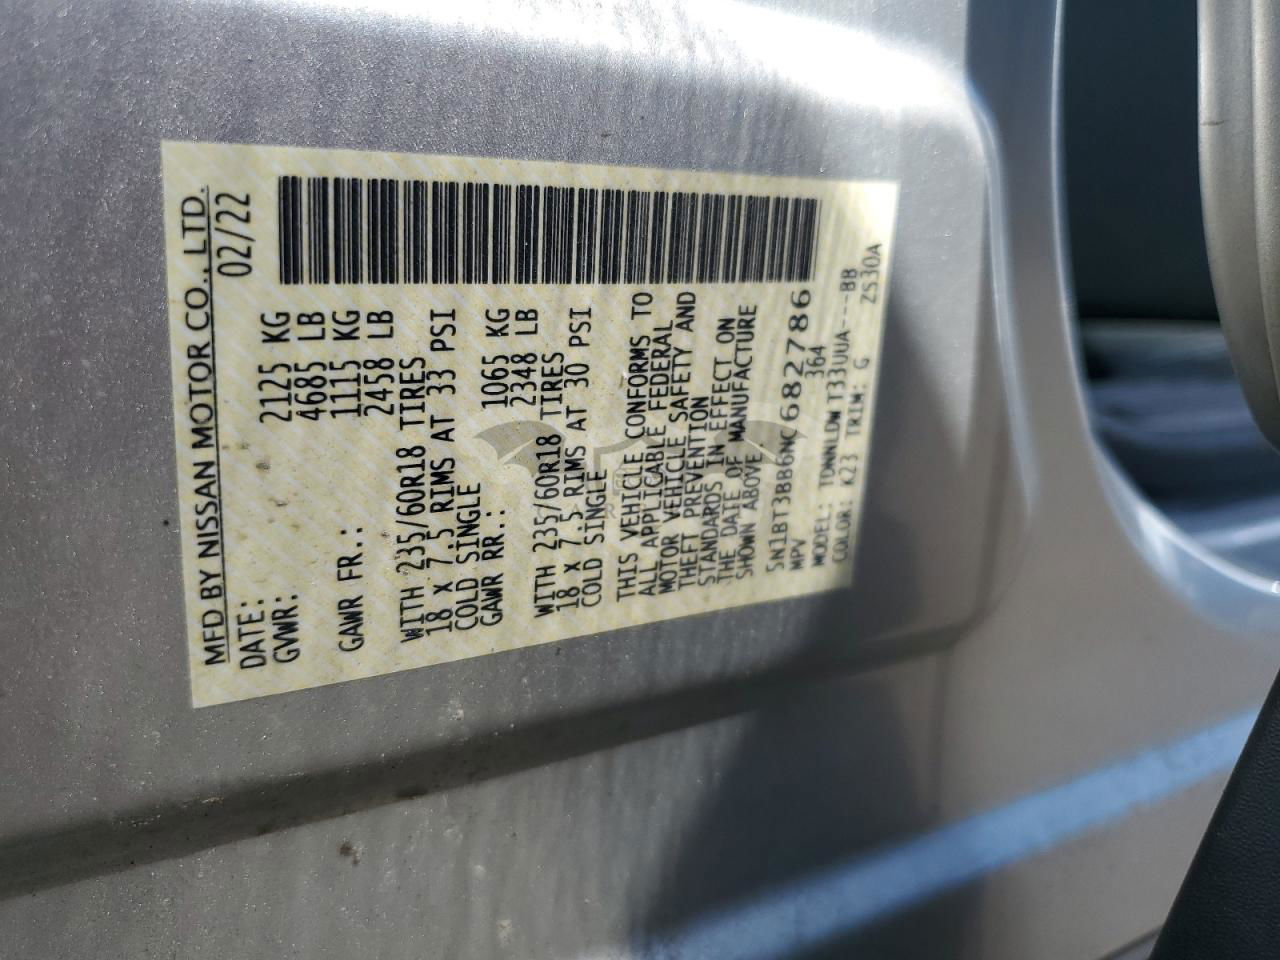 MFD BY NISSAN MOTOR CO., LTD.
DATE: 02/22
GVWR: 2125 KG
4685 LB
GAWR FR.: 1115 KG
2458 LB
WITH 235/60R18 TIRES
18 X 7.5 RIMS AT 33 PSI
COLD SINGLE
GAWR RR.: 1065 KG
2348 LB
WITH 235/60R18 TIRES
18 X 7.5 RIMS AT 30 PSI
COLD SINGLE
THIS VEHICLE CONFORMS TO
ALL APPLICABLE FEDERAL
MOTOR VEHICLE SAFETY AND
THEFT PREVENTION
STANDARDS IN EFFECT ON
THE DATE OF MANUFACTURE
SHOWN ABOVE
5N1BT3BB6NC682786
MPV 364
MODEL: TDNNLDW T33UUA----BB
COLOR: K23 TRIM: G ZS30A